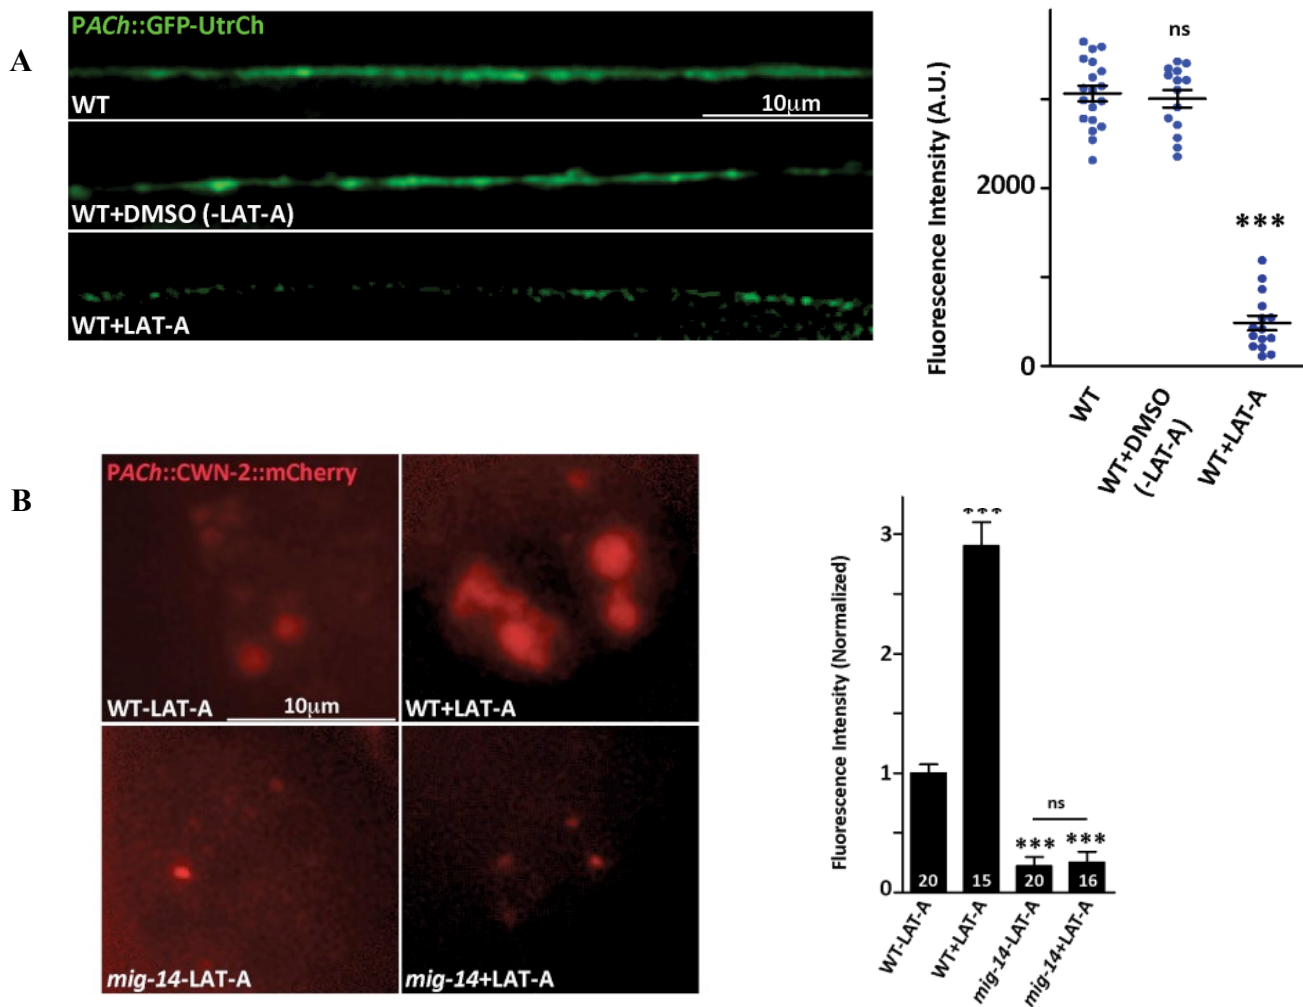 A
PACh::GFP-UtrCh
WT
10μm
WT+DMSO (-LAT-A)
WT+LAT-A
Fluorescence Intensity (A.U.)
ns
2000
***
0
WT
WT+DMSO
(-LAT-A)
WT+LAT-A
B
PACh::CWN-2::mCherry
WT-LAT-A
10μm
WT+LAT-A
mig-14-LAT-A
mig-14+LAT-A
Fluorescence Intensity (Normalized)
***
3
2
1
ns
*** ***
0
20 15 20 16
WT-LAT-A
WT+LAT-A
mig-14-LAT-A
mig-14+LAT-A